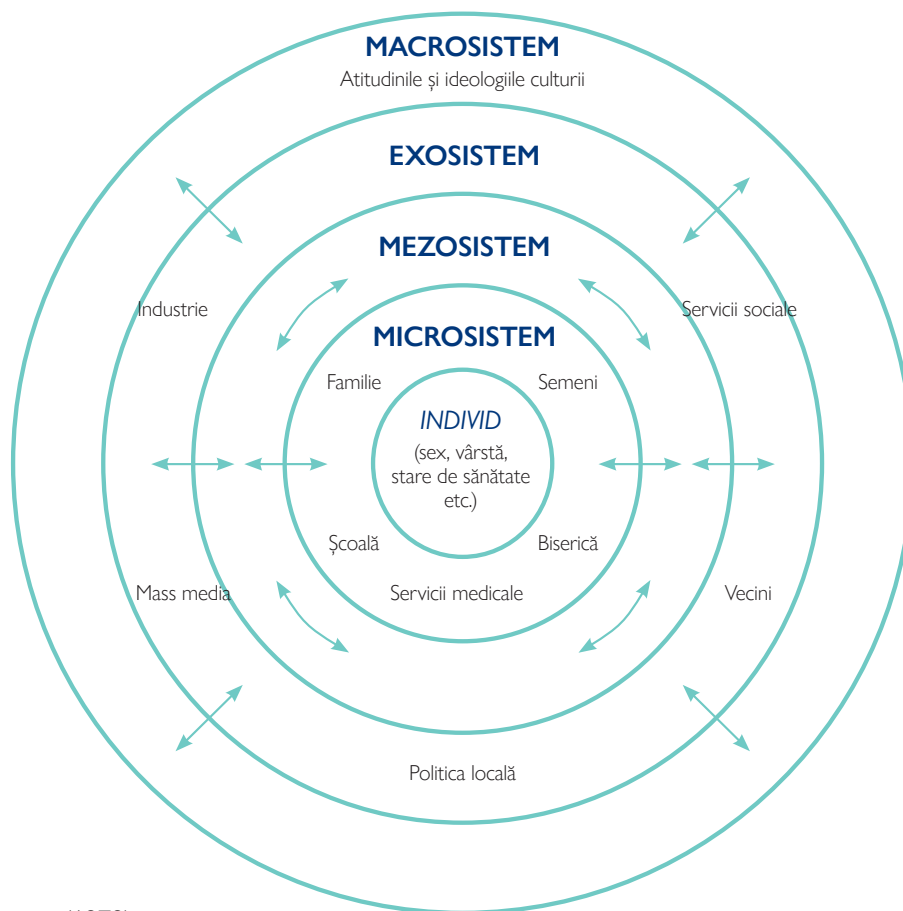 MACROSISTEM
Atitudinile și ideologiile culturii
EXOSISTEM
MEZOSISTEM
Industrie
Servicii sociale
MICROSISTEM
Familie
Semeni
INDIVID
(sex, vârstă,
stare de sănătate
etc.)
Școală
Biserică
Mass media
Servicii medicale
Vecini
Politica locală